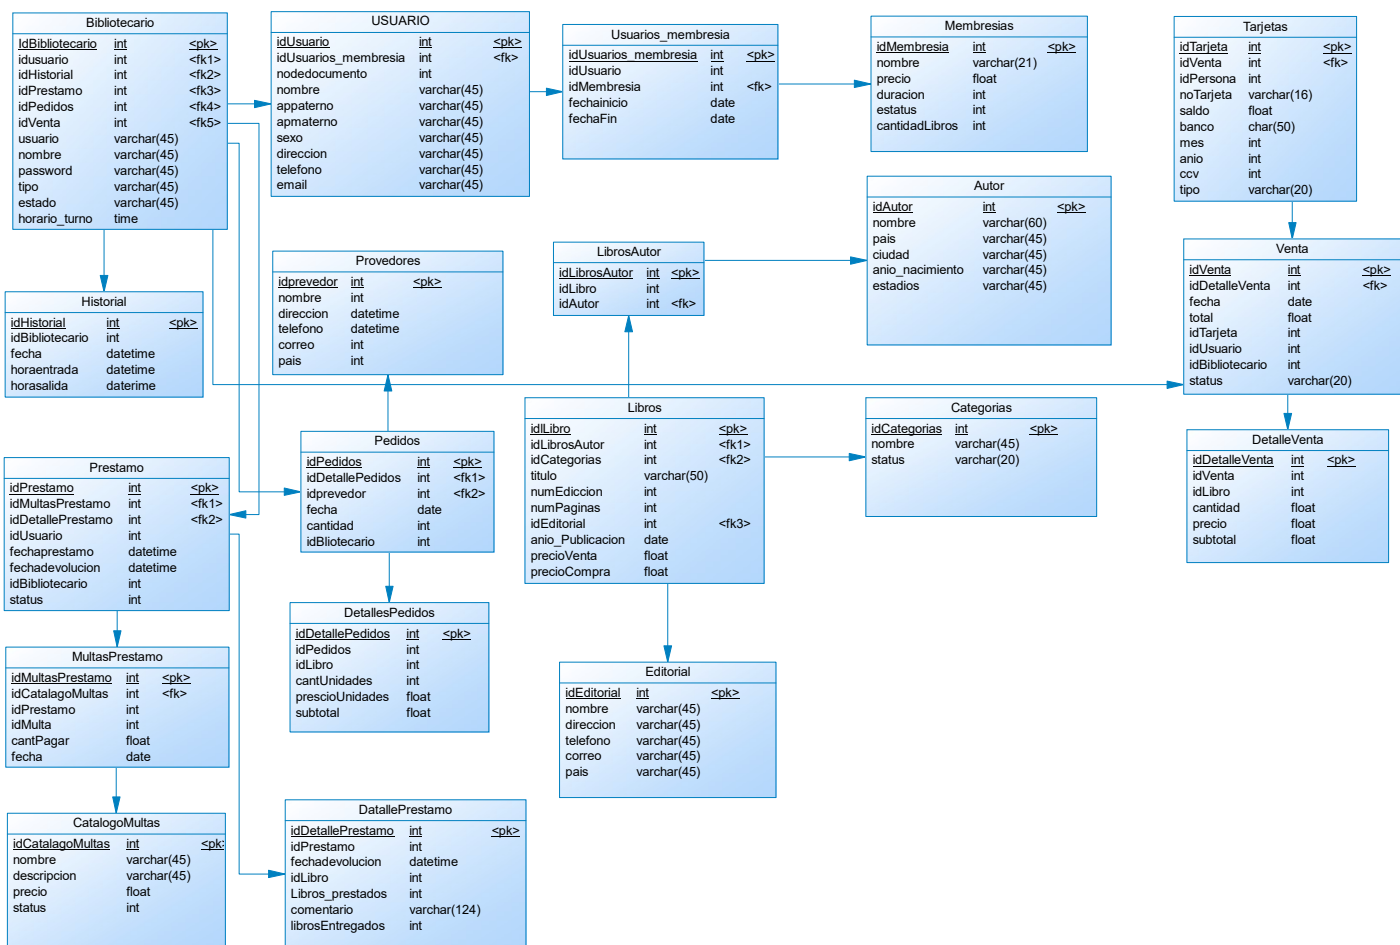 Bibliotecario
IdBibliotecario int <pk>
idusuario int <fk1>
idHistorial int <fk2>
idPrestamo int <fk3>
idPedidos int <fk4>
idVenta int <fk5>
usuario varchar(45)
nombre varchar(45)
password varchar(45)
tipo varchar(45)
estado varchar(45)
horario_turno time
USUARIO
idUsuario int <pk>
idUsuarios_membresia int <fk>
nodedocumento int
nombre varchar(45)
appaterno varchar(45)
apmaterno varchar(45)
sexo varchar(45)
direccion varchar(45)
telefono varchar(45)
email varchar(45)
Usuarios_membresia
idUsuarios_membresia int <pk>
idUsuario int
idMembresia int <fk>
fechainicio date
fechaFin date
Membresias
idMembresia int <pk>
nombre varchar(21)
precio float
duracion int
estatus int
cantidadLibros int
Tarjetas
idTarjeta int <pk>
idVenta int <fk>
idPersona int
noTarjeta varchar(16)
saldo float
banco char(50)
mes int
anio int
ccv int
tipo varchar(20)
Autor
idAutor int <pk>
nombre varchar(60)
pais varchar(45)
ciudad varchar(45)
anio_nacimiento varchar(45)
estadios varchar(45)
LibrosAutor
idLibrosAutor int <pk>
idLibro int
idAutor int <fk>
Provedores
idprevedor int <pk>
nombre int
direccion datetime
telefono datetime
correo int
pais int
Venta
idVenta int <pk>
idDetalleVenta int <fk>
fecha date
total float
idTarjeta int
idUsuario int
idBibliotecario int
status varchar(20)
Historial
idHistorial int <pk>
idBibliotecario int
fecha datetime
horaentrada datetime
horasalida daterime
Libros
idlLibro int <pk>
idLibrosAutor int <fk1>
idCategorias int <fk2>
titulo varchar(50)
numEdiccion int
numPaginas int
idEditorial int <fk3>
anio_Publicacion date
precioVenta float
precioCompra float
Categorias
idCategorias int <pk>
nombre varchar(45)
status varchar(20)
DetalleVenta
idDetalleVenta int <pk>
idVenta int
idLibro int
cantidad float
precio float
subtotal float
Pedidos
idPedidos int <pk>
idDetallePedidos int <fk1>
idprevedor int <fk2>
fecha date
cantidad int
idBliotecario int
Prestamo
idPrestamo int <pk>
idMultasPrestamo int <fk1>
idDetallePrestamo int <fk2>
idUsuario int
fechaprestamo datetime
fechadevolucion datetime
idBibliotecario int
status int
DetallesPedidos
idDetallePedidos int <pk>
idPedidos int
idLibro int
cantUnidades int
prescioUnidades float
subtotal float
MultasPrestamo
idMultasPrestamo int <pk>
idCatalagoMultas int <fk>
idPrestamo int
idMulta int
cantPagar float
fecha date
Editorial
idEditorial int <pk>
nombre varchar(45)
direccion varchar(45)
telefono varchar(45)
correo varchar(45)
pais varchar(45)
CatalogoMultas
idCatalagoMultas int <pk
nombre varchar(45)
descripcion varchar(45)
precio float
status int
DatallePrestamo
idDetallePrestamo int <pk>
idPrestamo int
fechadevolucion datetime
idLibro int
Libros_prestados int
comentario varchar(124)
librosEntregados int